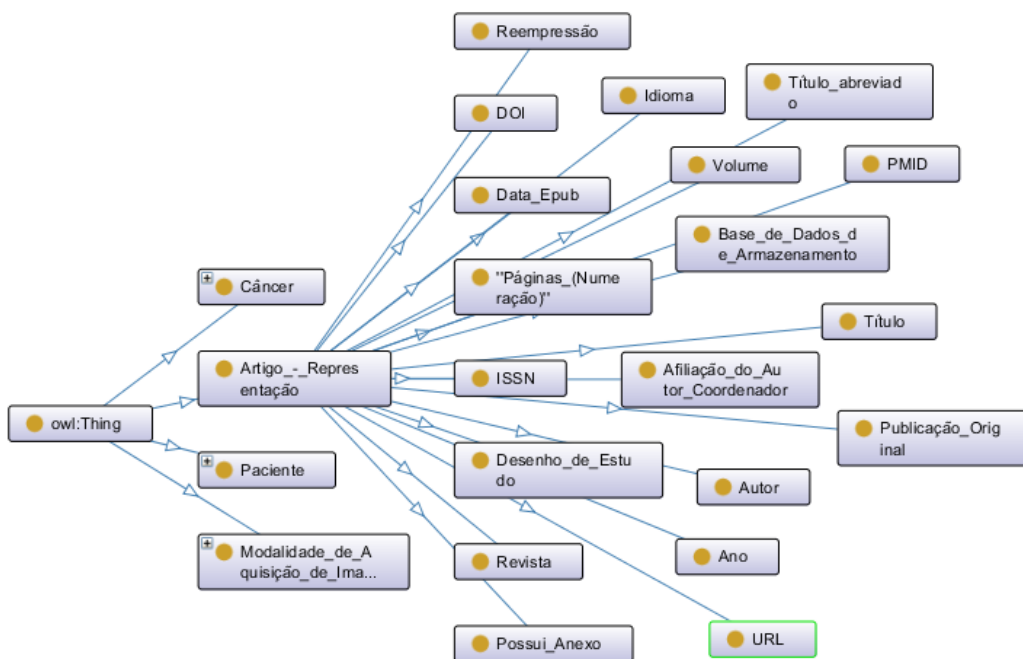 Reempressão
Título_abreviad
o
Idioma
DOI
Volume
PMID
Data_Epub
Base_de_Dados_d
e_Armazenamento
"Páginas_(Nume
ração)"
Câncer
Título
Artigo_-_Repres
entação
ISSN
Afiliação_do_Au
tor_Coordenador
owl:Thing
Publicação_Orig
inal
Paciente
Desenho_de_Estu
do
Autor
Modalidade_de_A
quisição_de_Ima...
Revista
Ano
Possui_Anexo
URL